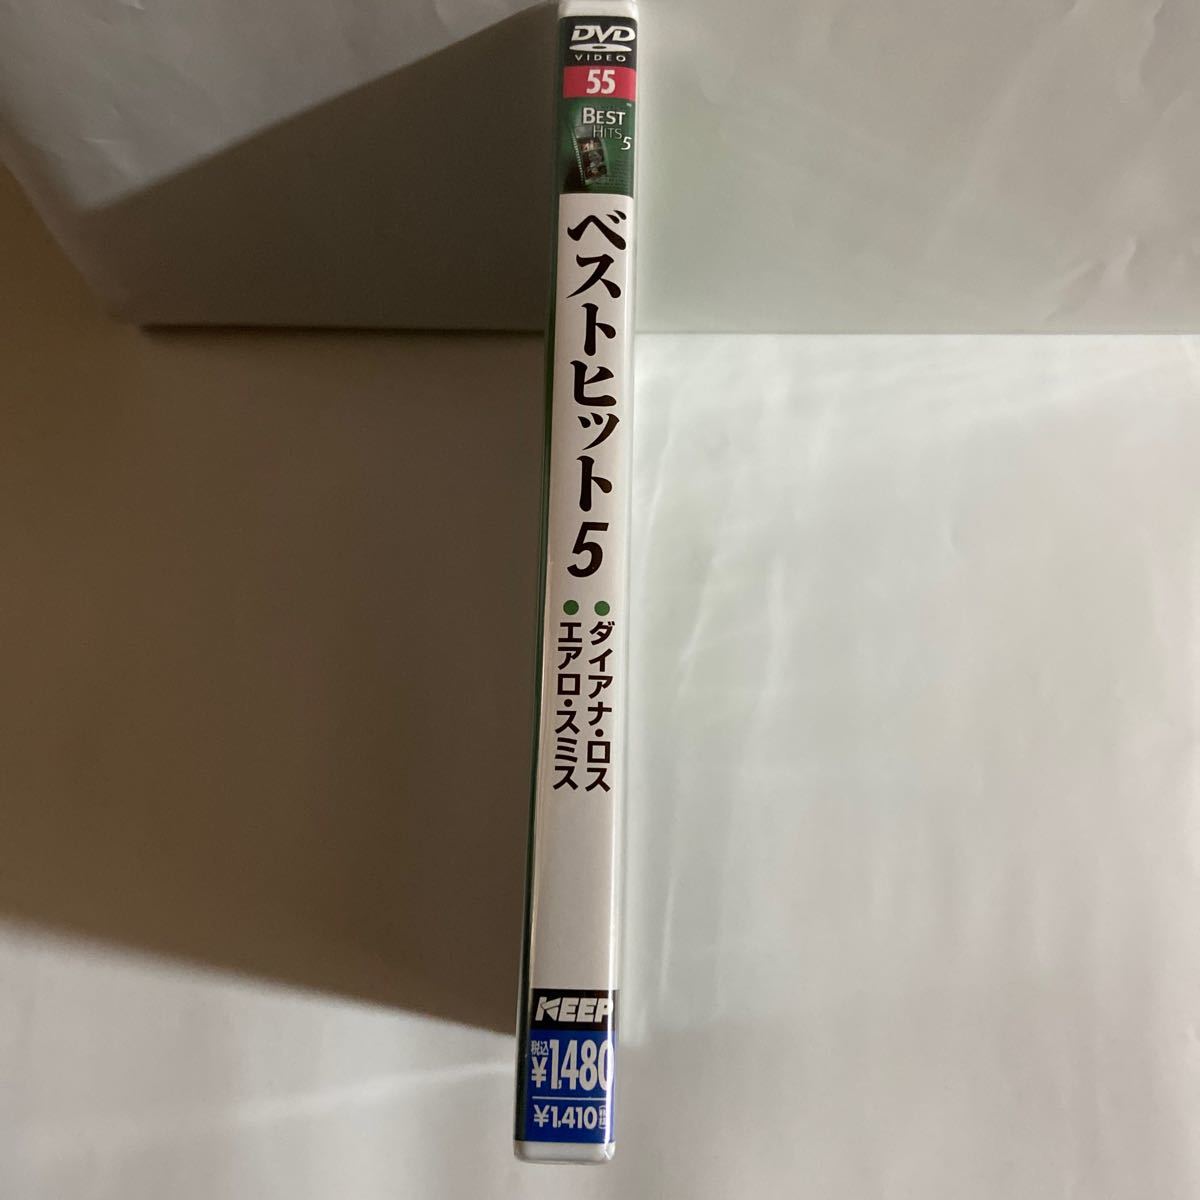 DVD
VIDEO
55
BEST
HITS 5
ベストヒット5
●ダイアナ・ロス
●エアロ・スミス
KEEP
税込
¥1,480
¥1,410